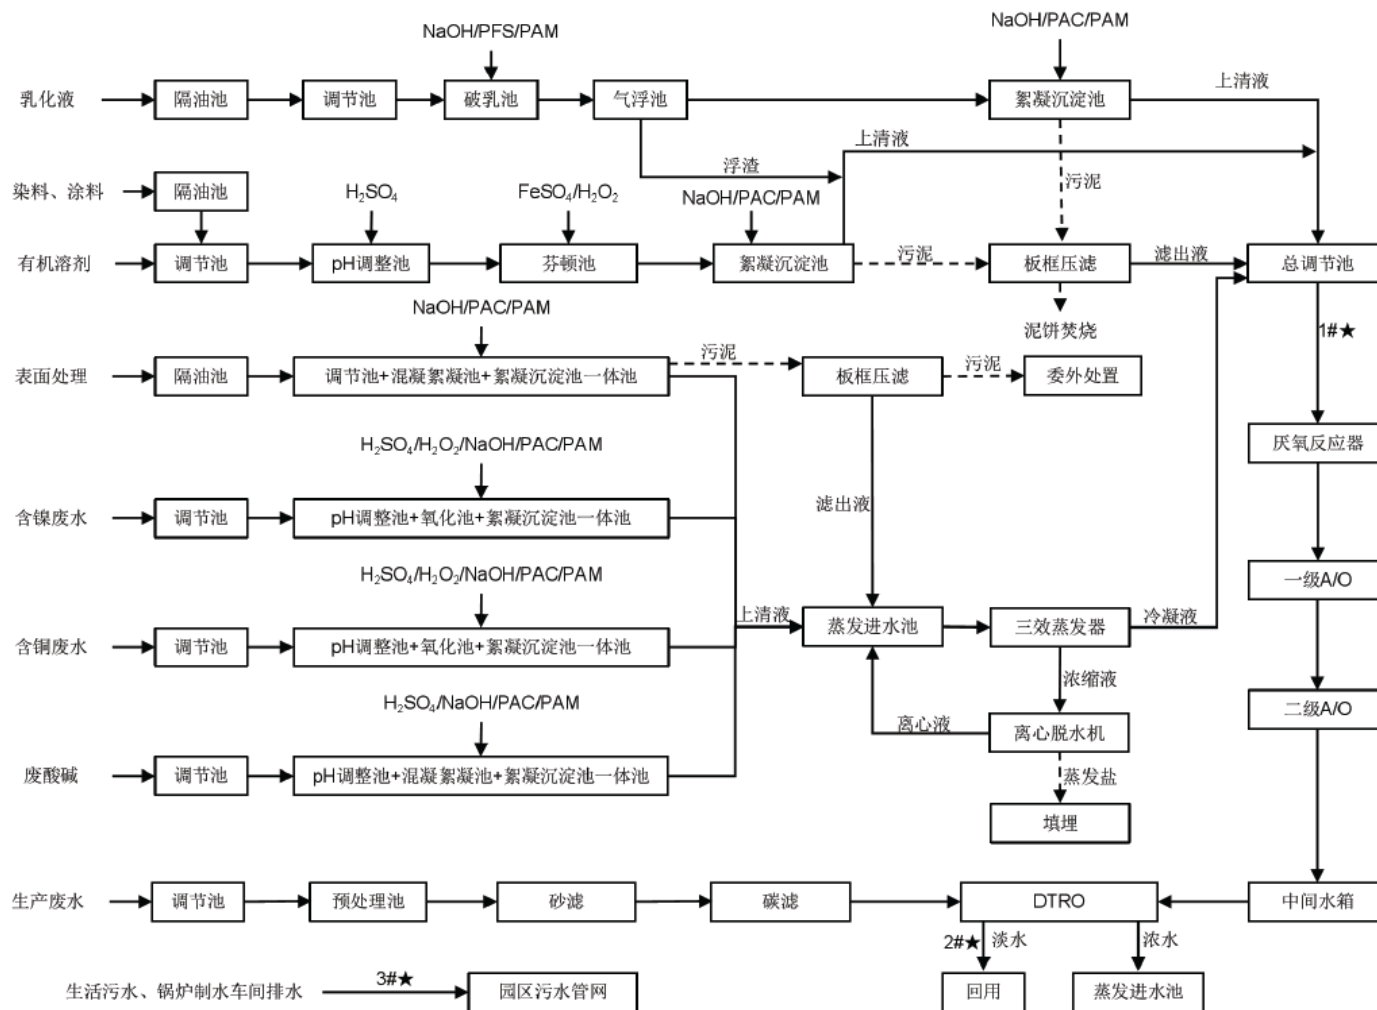 NaOH/PFS/PAM
NaOH/PAC/PAM
乳化液
隔油池
调节池
破乳池
气浮池
絮凝沉淀池
上清液
上清液
浮渣
污泥
染料、涂料
隔油池
H₂SO₄
FeSO₄/H₂O₂
NaOH/PAC/PAM
有机溶剂
调节池
pH调整池
芬顿池
絮凝沉淀池
污泥
板框压滤
滤出液
总调节池
NaOH/PAC/PAM
泥饼焚烧
1#★
表面处理
隔油池
调节池+混凝絮凝池+絮凝沉淀池一体池
污泥
板框压滤
污泥
委外处置
H₂SO₄/H₂O₂/NaOH/PAC/PAM
厌氧反应器
含镍废水
调节池
pH调整池+氧化池+絮凝沉淀池一体池
滤出液
H₂SO₄/H₂O₂/NaOH/PAC/PAM
一级A/O
含铜废水
调节池
pH调整池+氧化池+絮凝沉淀池一体池
上清液
蒸发进水池
三效蒸发器
冷凝液
浓缩液
H₂SO₄/NaOH/PAC/PAM
二级A/O
离心液
离心脱水机
废酸碱
调节池
pH调整池+混凝絮凝池+絮凝沉淀池一体池
蒸发盐
填埋
生产废水
调节池
预处理池
砂滤
碳滤
DTRO
中间水箱
2#★
淡水
浓水
生活污水、锅炉制水车间排水
3#★
园区污水管网
回用
蒸发进水池